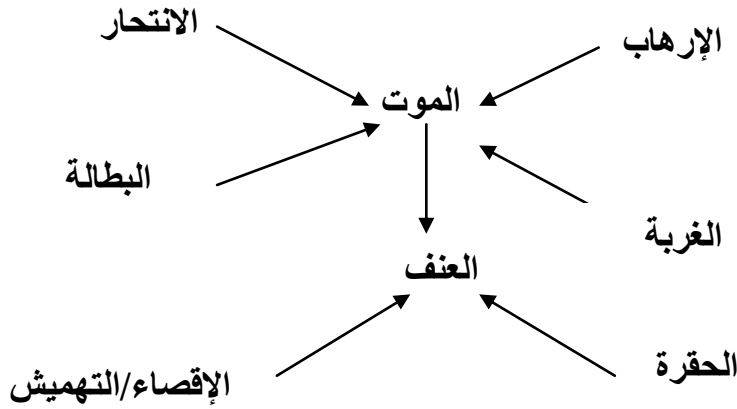 الانتحار
الإرهاب
الموت
البطالة
الغربة
العنف
الحقرة
الإقصاء/التهميش